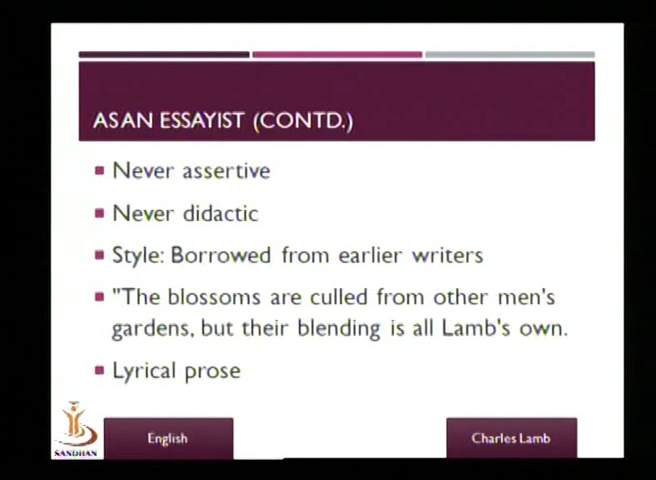 AS AN ESSAYIST (CONTD.)
Never assertive
Never didactic
Style: Borrowed from earlier writers
"The blossoms are culled from other men's
gardens, but their blending is all Lamb's own.
Lyrical prose
SANDHAN
English
Charles Lamb